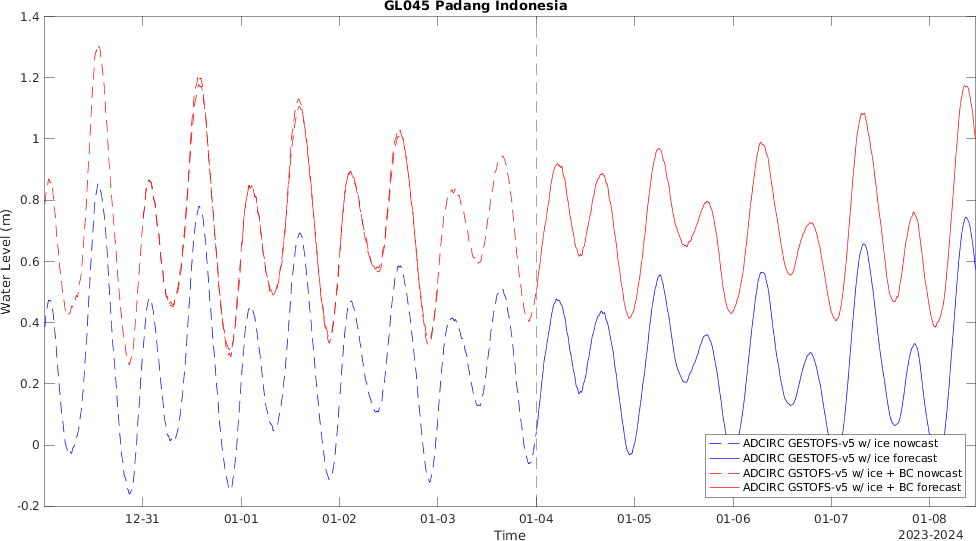 GL045 Padang Indonesia
1.4
1.2
1
0.8
0.6
0.4
0.2
0
-0.2
Water Level (m)
12-31
01-01
01-02
01-03
01-04
01-05
01-06
01-07
01-08
Time
2023-2024
ADCIRC GESTOFS-v5 w/ ice nowcast
ADCIRC GESTOFS-v5 w/ ice forecast
ADCIRC GSTOFS-v5 w/ ice + BC nowcast
ADCIRC GSTOFS-v5 w/ ice + BC forecast